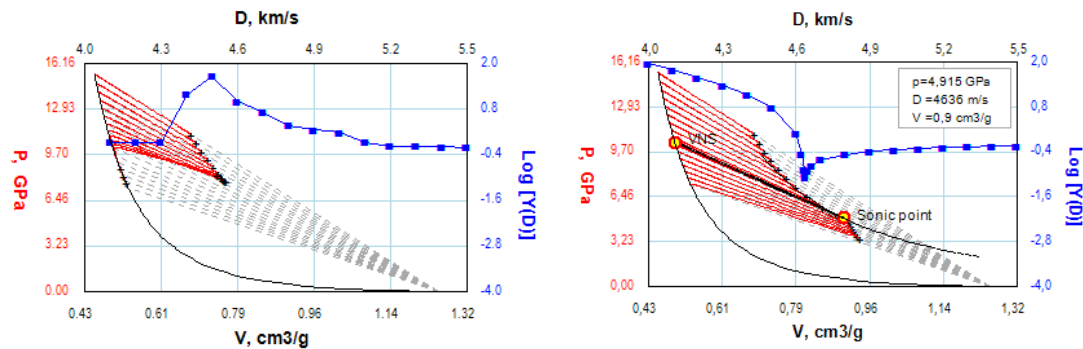 D, km/s
4.0 4.3 4.6 4.9 5.2 5.5
16.16 2.0
12.93 0.8
9.70 -0.4
6.46 -1.6
3.23 -2.8
0.00 -4.0
P, GPa
Log [Y(D)]
0.43 0.61 0.79 0.96 1.14 1.32
V, cm3/g
D, km/s
4,0 4,3 4,6 4,9 5,2 5,5
16,16 2,0
12,93 0,8
9,70 -0,4
6,46 -1,6
3,23 -2,8
0,00 -4,0
P, GPa
Log [Y(D)]
p=4,915 GPa
D =4636 m/s
V =0,9 cm3/g
VNS
Sonic point
0,43 0,61 0,79 0,96 1,14 1,32
V, cm3/g